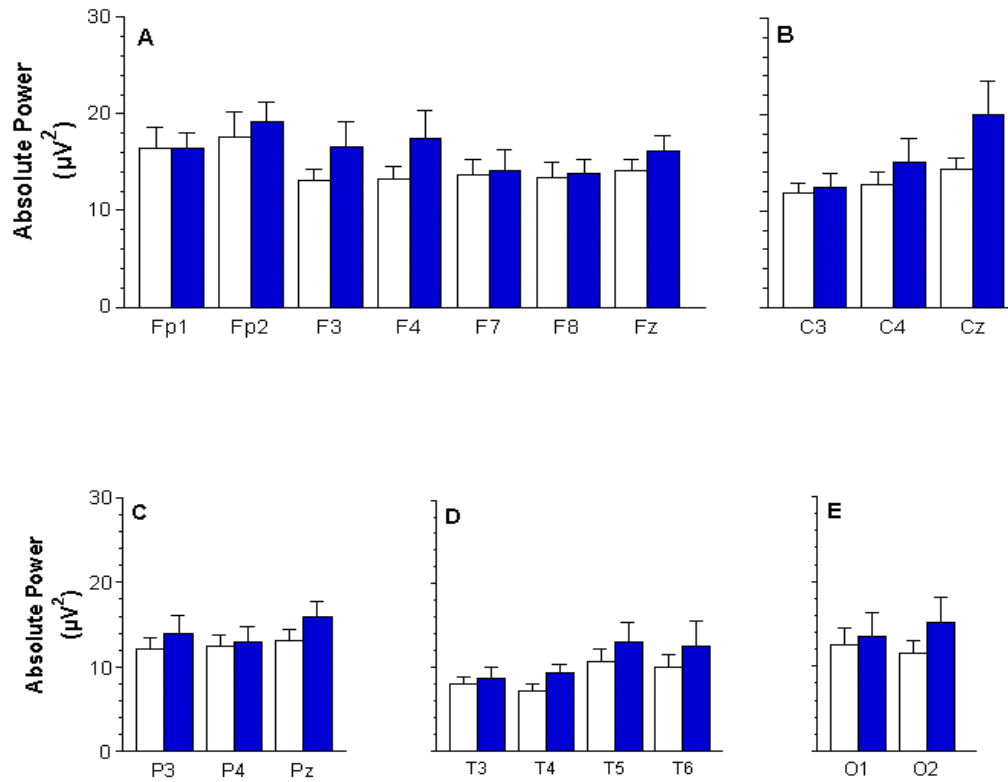 A
B
30
20
10
0
Absolute Power
(µV²)
Fp1 Fp2 F3 F4 F7 F8 Fz
C3 C4 Cz
C
D
E
30
20
10
0
Absolute Power
(µV²)
P3 P4 Pz
T3 T4 T5 T6
O1 O2